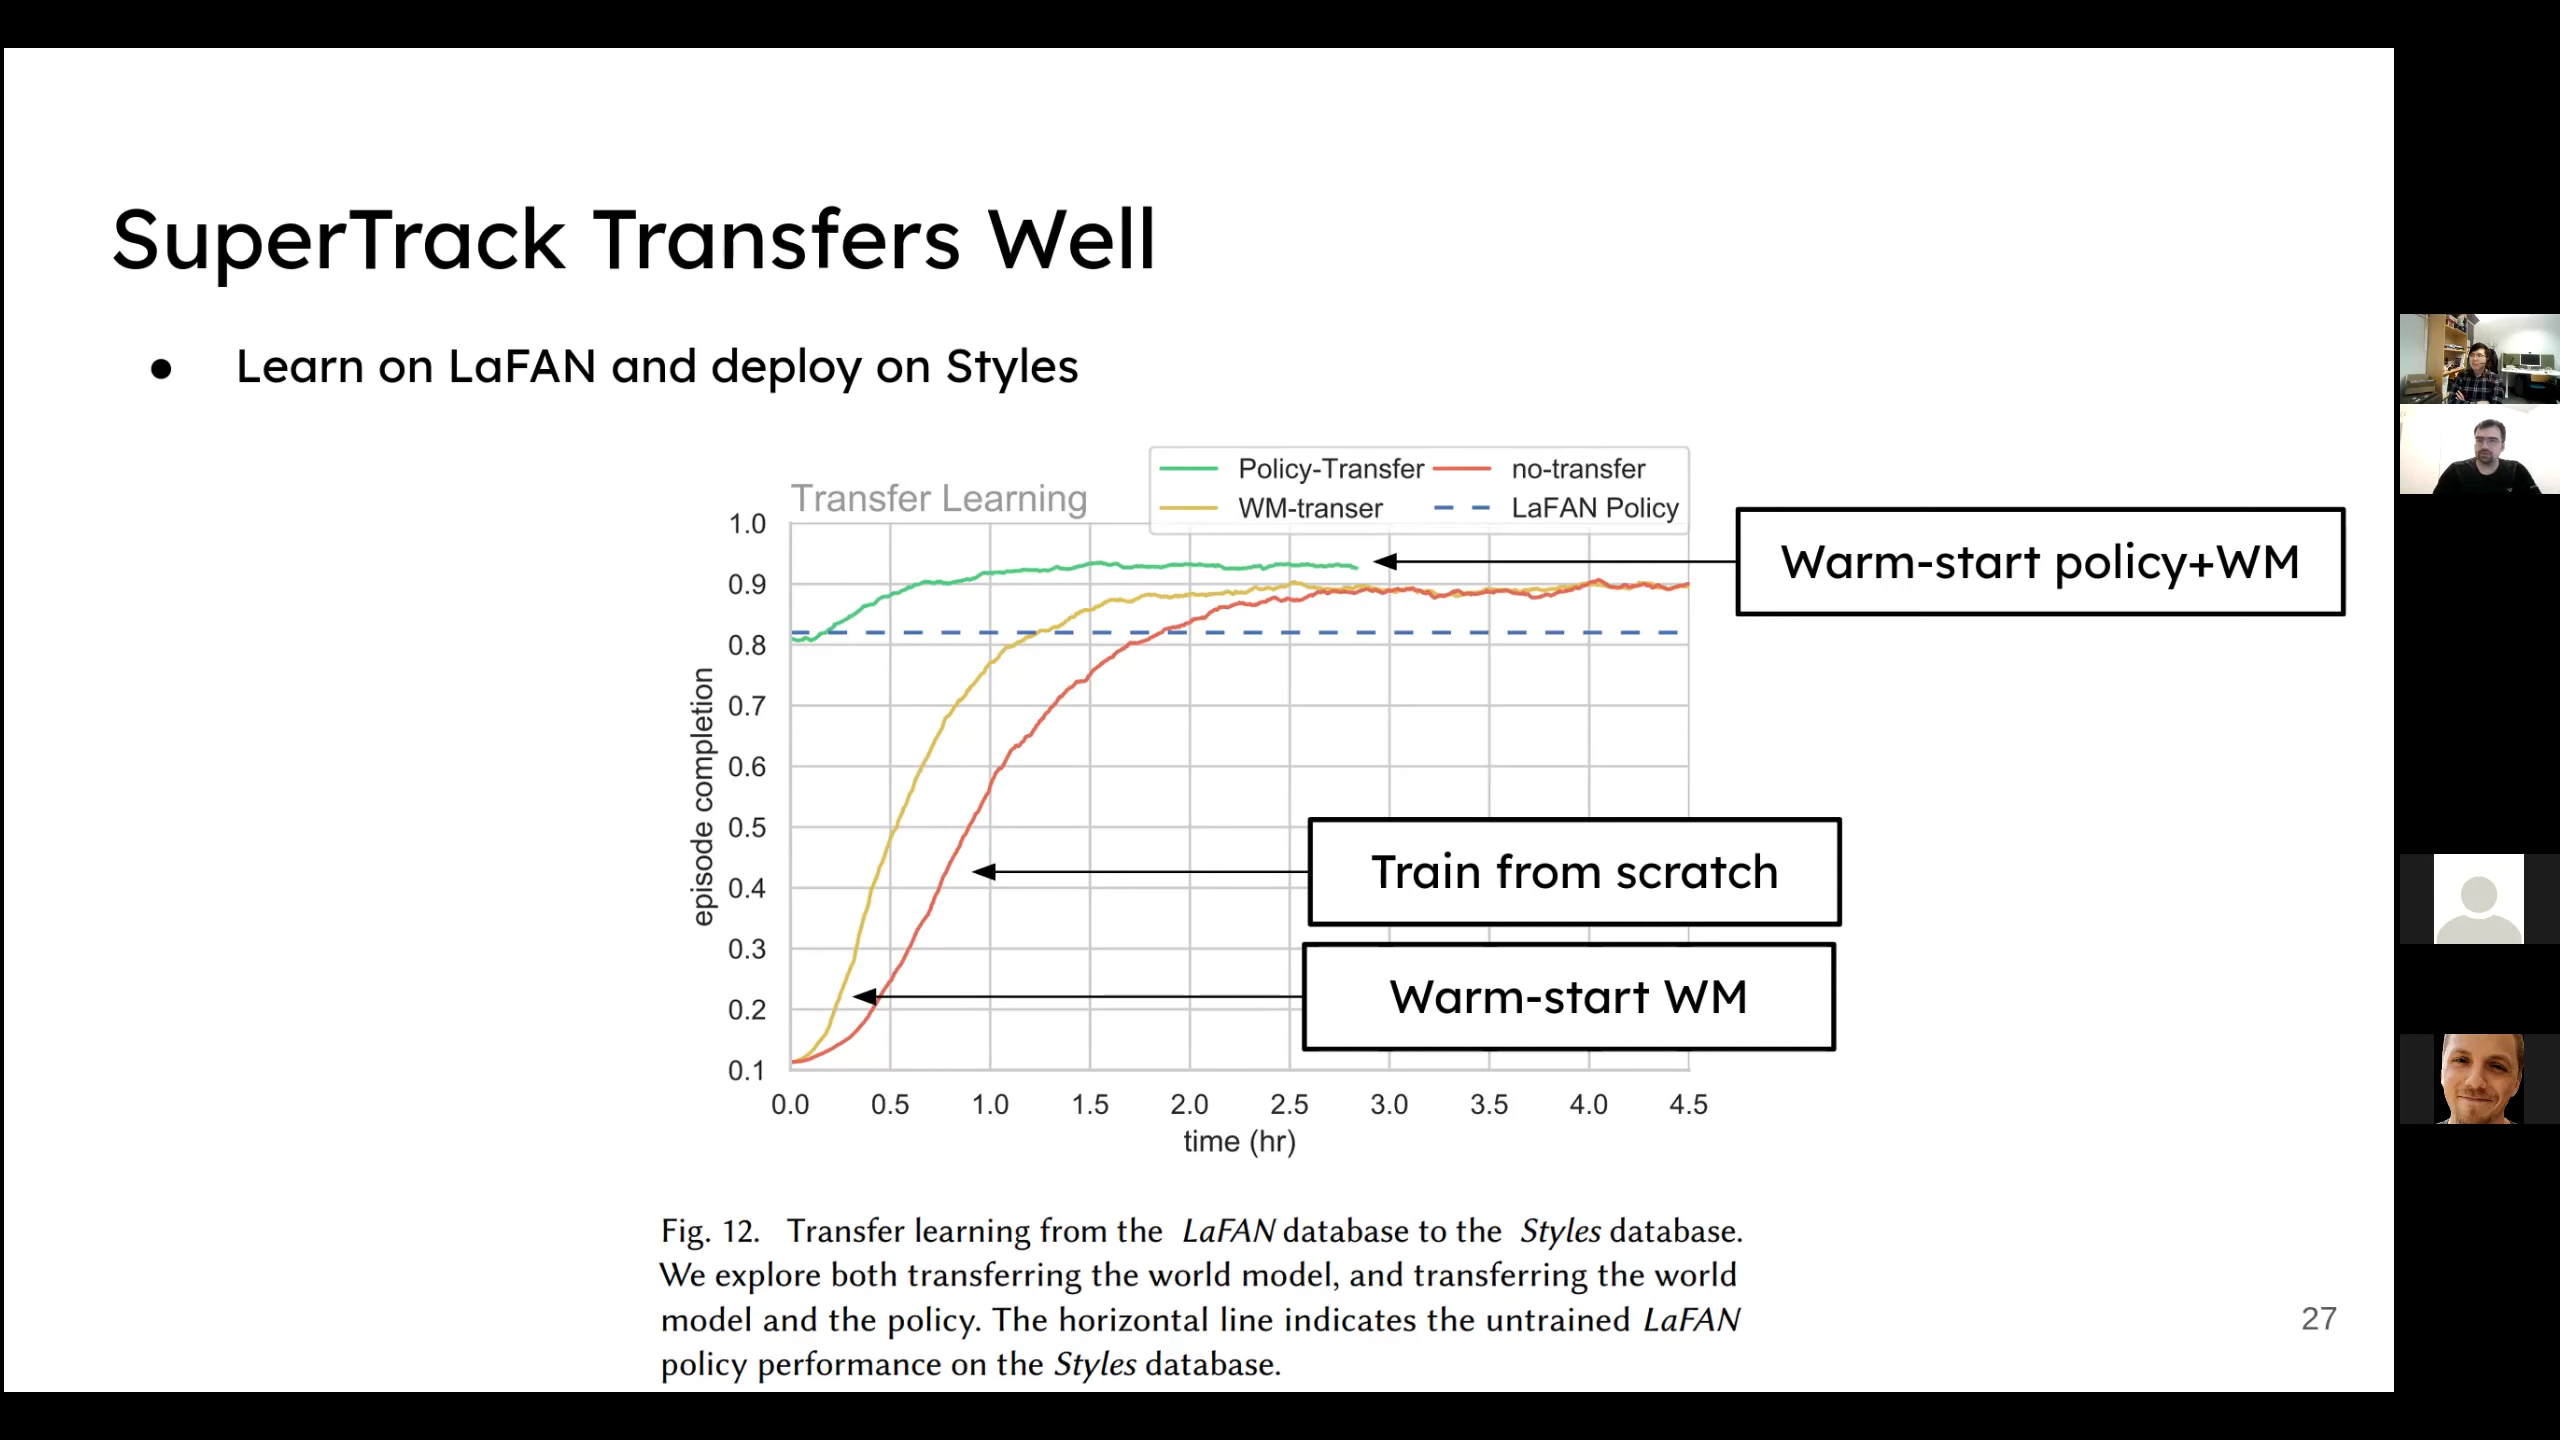 SuperTrack Transfers Well
● Learn on LaFAN and deploy on Styles
Policy-Transfer no-transfer
WM-transer LaFAN Policy
Transfer Learning
1.0
0.9
0.8
0.7
0.6
0.5
0.4
0.3
0.2
0.1
episode completion
0.0 0.5 1.0 1.5 2.0 2.5 3.0 3.5 4.0 4.5
time (hr)
Warm-start policy+WM
Train from scratch
Warm-start WM
Fig. 12. Transfer learning from the LaFAN database to the Styles database.
We explore both transferring the world model, and transferring the world
model and the policy. The horizontal line indicates the untrained LaFAN
policy performance on the Styles database.
27